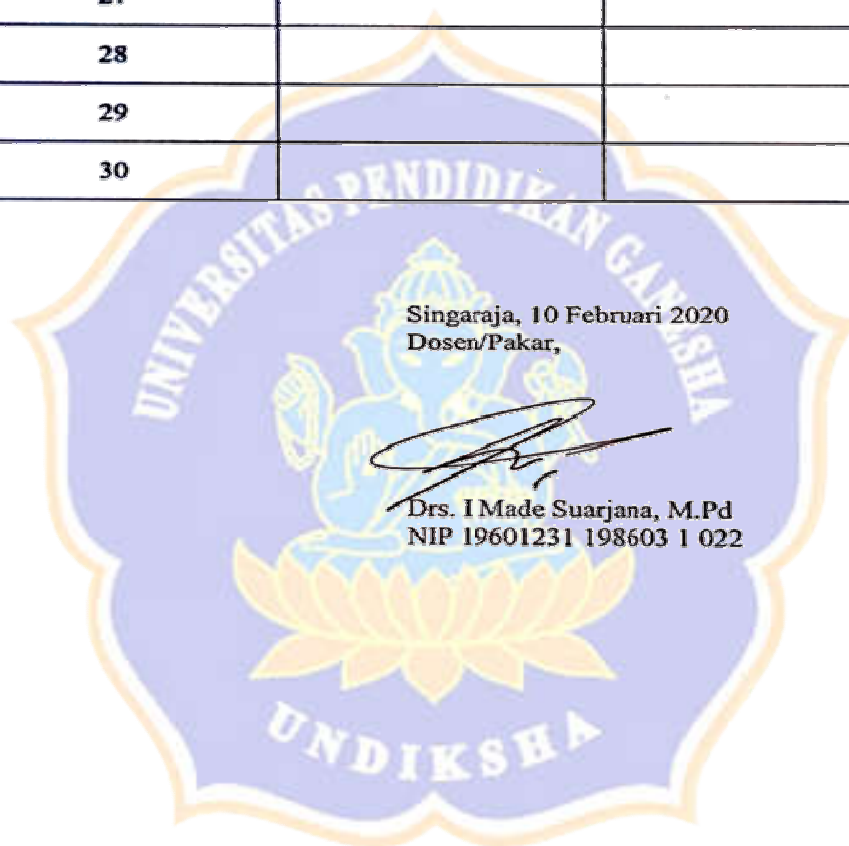 27
28
29
30
UNIVERSITAS PENDIDIKAN GANESHA
Singaraja, 10 Februari 2020
Dosen/Pakar,
Drs. I Made Suarjana, M.Pd
NIP 19601231 198603 1 022
UNDIKSHA